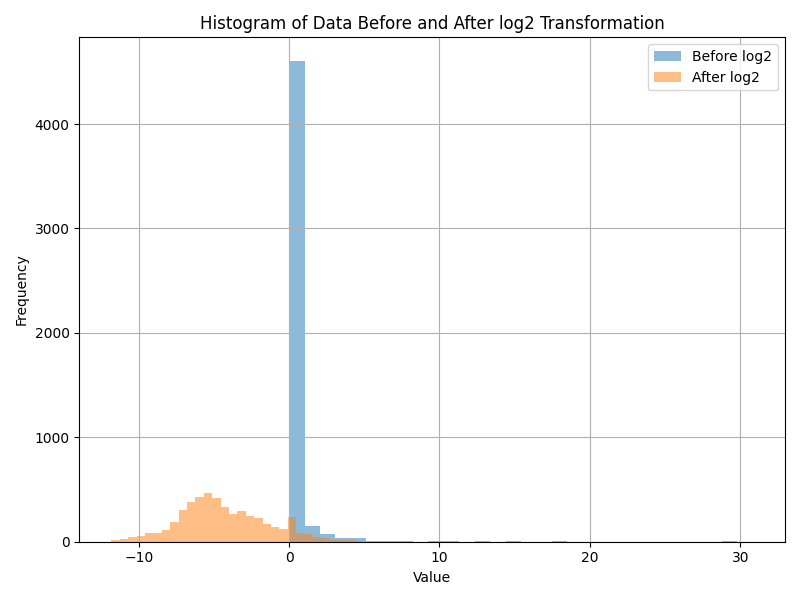 Histogram of Data Before and After log2 Transformation
Before log2
After log2
Frequency
4000
3000
2000
1000
0
−10
0
10
20
30
Value